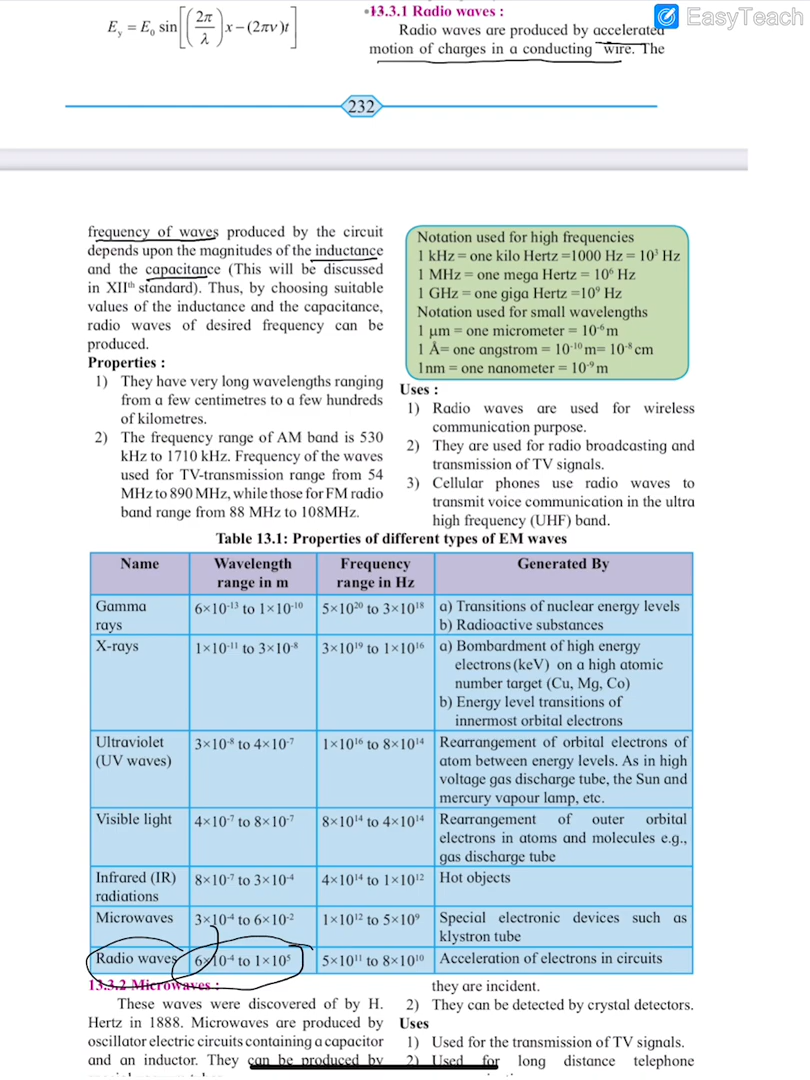 E_y = E_0 sin[(2π/λ)x − (2πν)t]
•13.3.1 Radio waves :
Radio waves are produced by accelerated
motion of charges in a conducting wire. The
EasyTeach
232
frequency of waves produced by the circuit
depends upon the magnitudes of the inductance
and the capacitance (This will be discussed
in XIIᵗʰ standard). Thus, by choosing suitable
values of the inductance and the capacitance,
radio waves of desired frequency can be
produced.
Properties :
1) They have very long wavelengths ranging
from a few centimetres to a few hundreds
of kilometres.
2) The frequency range of AM band is 530
kHz to 1710 kHz. Frequency of the waves
used for TV-transmission range from 54
MHz to 890 MHz, while those for FM radio
band range from 88 MHz to 108MHz.
Notation used for high frequencies
1 kHz = one kilo Hertz =1000 Hz = 10³ Hz
1 MHz = one mega Hertz = 10⁶ Hz
1 GHz = one giga Hertz =10⁹ Hz
Notation used for small wavelengths
1 μm = one micrometer = 10⁻⁶m
1 Å= one angstrom = 10⁻¹⁰ m= 10⁻⁸ cm
1nm = one nanometer = 10⁻⁹ m
Uses :
1) Radio waves are used for wireless
communication purpose.
2) They are used for radio broadcasting and
transmission of TV signals.
3) Cellular phones use radio waves to
transmit voice communication in the ultra
high frequency (UHF) band.
Table 13.1: Properties of different types of EM waves
Name Wavelength range in m Frequency range in Hz Generated By
Gamma rays 6×10⁻¹³ to 1×10⁻¹⁰ 5×10²⁰ to 3×10¹⁸ a) Transitions of nuclear energy levels
b) Radioactive substances
X-rays 1×10⁻¹¹ to 3×10⁻⁸ 3×10¹⁹ to 1×10¹⁶ a) Bombardment of high energy
electrons (keV) on a high atomic
number target (Cu, Mg, Co)
b) Energy level transitions of
innermost orbital electrons
Ultraviolet (UV waves) 3×10⁻⁸ to 4×10⁻⁷ 1×10¹⁶ to 8×10¹⁴ Rearrangement of orbital electrons of
atom between energy levels. As in high
voltage gas discharge tube, the Sun and
mercury vapour lamp, etc.
Visible light 4×10⁻⁷ to 8×10⁻⁷ 8×10¹⁴ to 4×10¹⁴ Rearrangement of outer orbital
electrons in atoms and molecules e.g.,
gas discharge tube
Infrared (IR) radiations 8×10⁻⁷ to 3×10⁻⁴ 4×10¹⁴ to 1×10¹² Hot objects
Microwaves 3×10⁻⁴ to 6×10⁻² 1×10¹² to 5×10⁹ Special electronic devices such as
klystron tube
Radio waves 6×10⁻⁴ to 1×10⁵ 5×10¹¹ to 8×10¹⁰ Acceleration of electrons in circuits
13.3.2 Microwaves :
These waves were discovered of by H.
Hertz in 1888. Microwaves are produced by
oscillator electric circuits containing a capacitor
and an inductor. They can be produced by
they are incident.
2) They can be detected by crystal detectors.
Uses
1) Used for the transmission of TV signals.
2) Used for long distance telephone